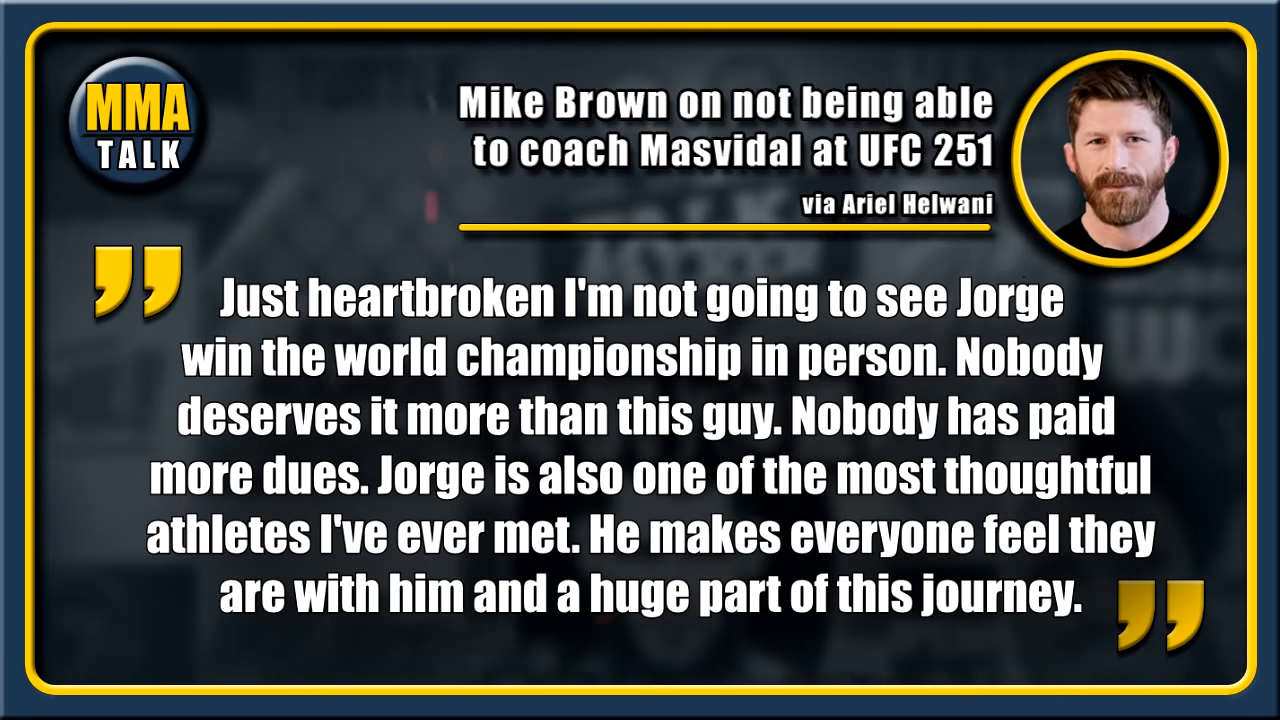 MMA
TALK
Mike Brown on not being able
to coach Masvidal at UFC 251
via Ariel Helwani
Just heartbroken I'm not going to see Jorge
win the world championship in person. Nobody
deserves it more than this guy. Nobody has paid
more dues. Jorge is also one of the most thoughtful
athletes I've ever met. He makes everyone feel they
are with him and a huge part of this journey.